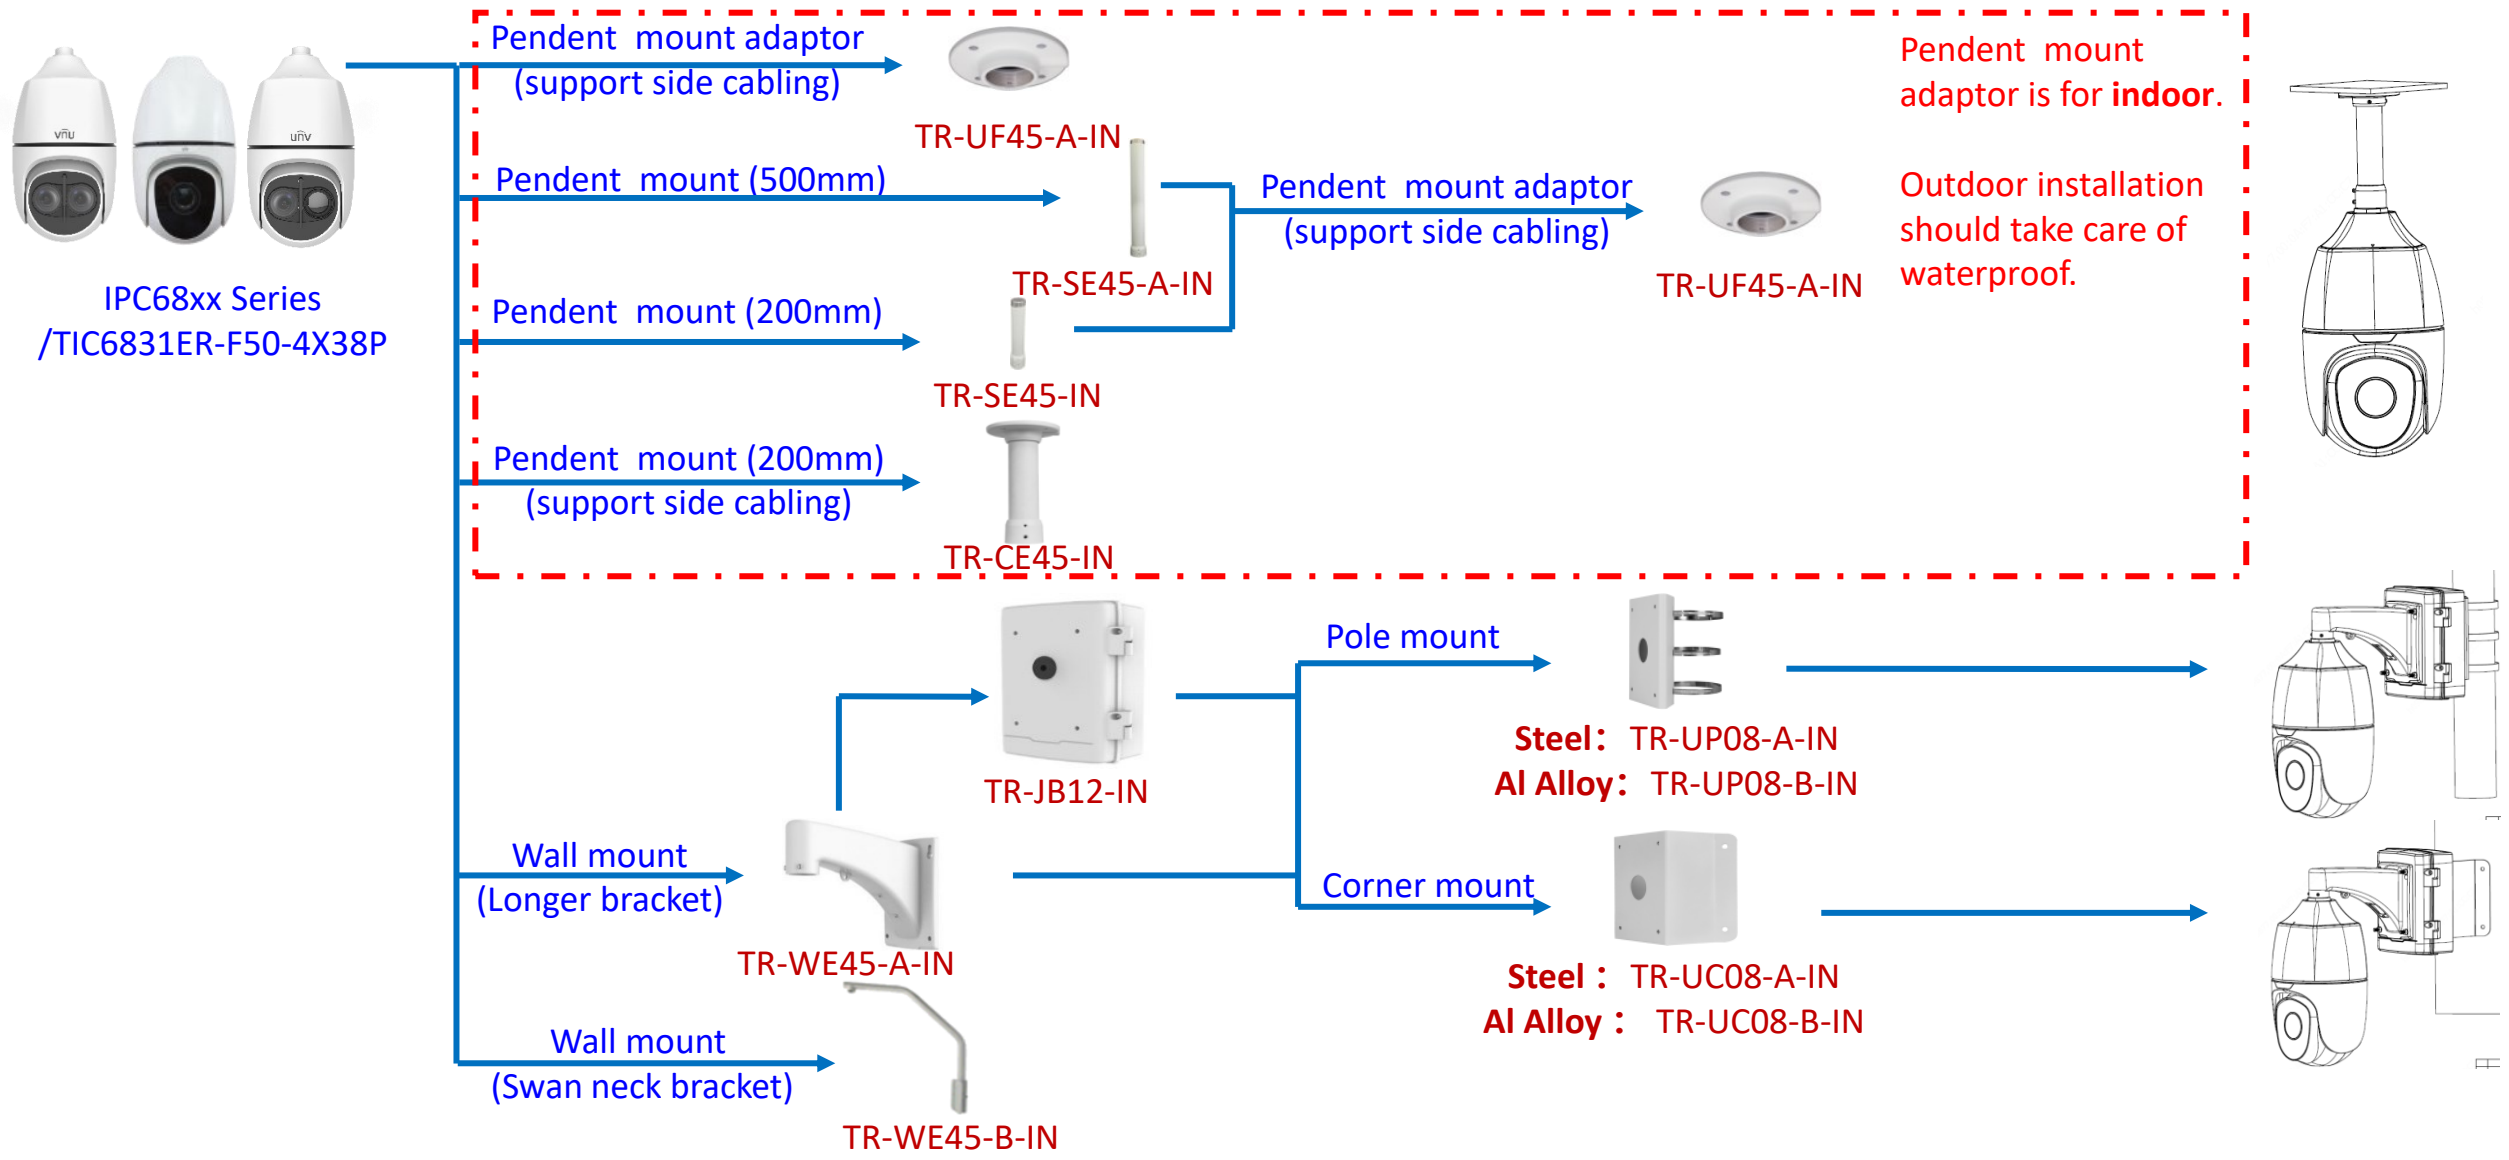 Pendent mount adaptor
(support side cabling)
TR-UF45-A-IN
Pendent mount
adaptor is for indoor.
Outdoor installation
should take care of
waterproof.
unv
unv
IPC68xx Series
/TIC6831ER-F50-4X38P
Pendent mount (500mm)
TR-SE45-A-IN
Pendent mount adaptor
(support side cabling)
TR-UF45-A-IN
Pendent mount (200mm)
TR-SE45-IN
Pendent mount (200mm)
(support side cabling)
TR-CE45-IN
TR-JB12-IN
Pole mount
Steel： TR-UP08-A-IN
Al Alloy： TR-UP08-B-IN
Wall mount
(Longer bracket)
TR-WE45-A-IN
Corner mount
Steel： TR-UC08-A-IN
Al Alloy： TR-UC08-B-IN
Wall mount
(Swan neck bracket)
TR-WE45-B-IN